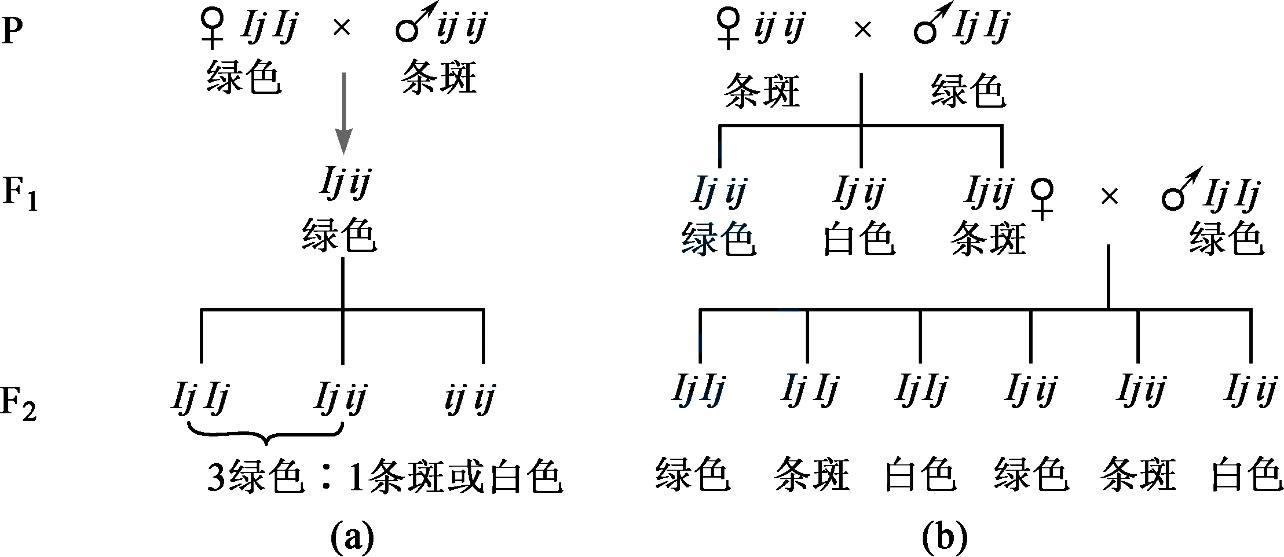 P ♀ Ij Ij × ♂ ij ij ♀ ij ij × ♂ Ij Ij
绿色 条斑 条斑 绿色
F₁ Ij ij Ij ij Ij ij Ij ij ♀ × ♂ Ij Ij
绿色 绿色 白色 条斑 绿色
F₂ Ij Ij Ij ij ij ij Ij Ij Ij Ij Ij Ij Ij ij Ij ij Ij ij
3绿色：1条斑或白色 绿色 条斑 白色 绿色 条斑 白色
(a) (b)